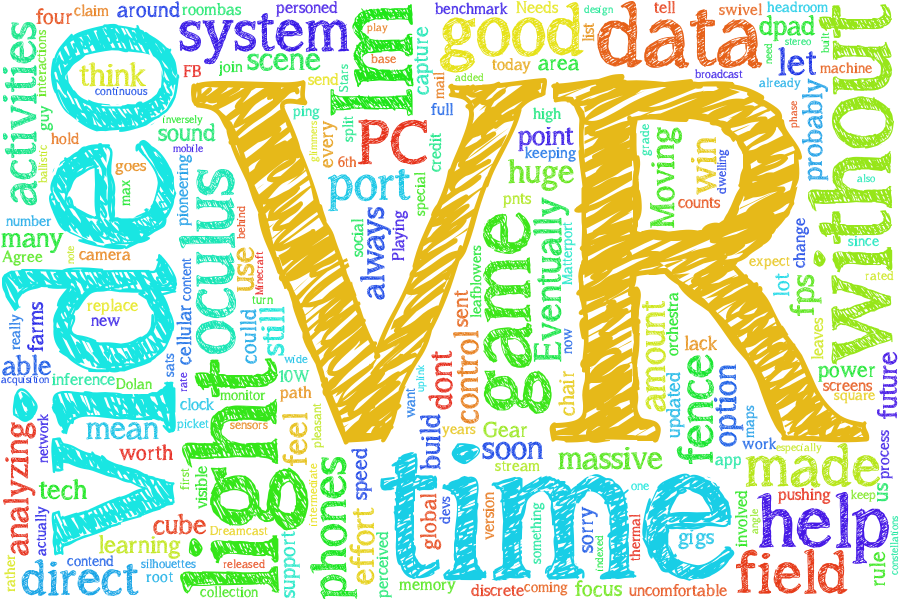 four
claim
around
roombas
personed
benchmark
Needs
design
list
tell
swivel
headroom
system
play
good
data
dpad
stereo
built
activities
interactions
video
think
continuous
FB
join
scene
base
Stars
lm
capture
mail
added
today
area
broadcast
need
let
already
machine
without
send
guy
ballistic
hold
goes
max
inversely
sound
mobile
ping
glimmers
every
split
6th
PC
credit
full
VR
high
point
keeping
grade
Moving
win
dwelling
counts
phase
probably
also
number
many
Agree
note
camera
pioneering
oculus
behind
port
special
huge
pnts
social
always
Playing
game
leafblowers
Eventually
Matterport
expect
lot
change
since
rated
fps
really
farms
replace
new
cellular
content
use
Minecraft
turn
could
still
sent
control
now
amount
orchestra
leaves
able
acquisition
inference
Dolan
sats
rate
light
monitor
wide
10W
path
want
uplink
dont
chair
updated
lack
fence
option
maps
power
screens
square
future
analyzing
network
mean
clock
picket
sensors
feel
pleasant
build
years
Gear
soon
stream
massive
app
work
especially
process
worth
tech
first
visible
intermediate
phones
speed
time
made
us
actually
cube
Dreamcast
effort
global
devs
version
something
sorry
indexed
one
thermal
gigs
involved
angle
pushing
keep
help
constellations
learning
contend
silhouettes
released
support
perceived
rather
direct
root
collection
memory
discrete
coming
focus
uncomfortable
field
rule